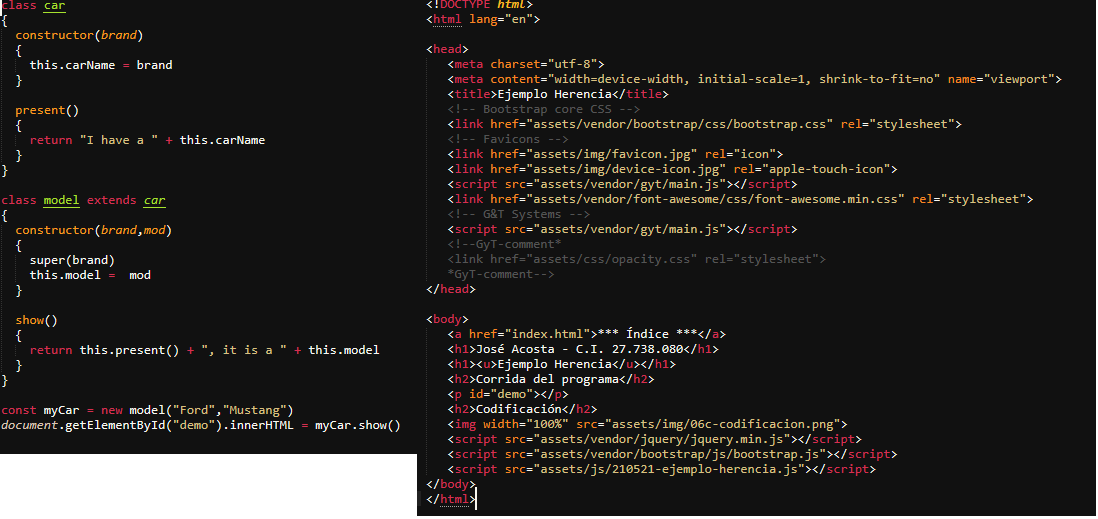 class car
{
  constructor(brand)
  {
    this.carName = brand
  }

  present()
  {
    return "I have a " + this.carName
  }
}

class model extends car
{
  constructor(brand,mod)
  {
    super(brand)
    this.model =  mod
  }

  show()
  {
    return this.present() + ", it is a " + this.model
  }
}

const myCar = new model("Ford","Mustang")
document.getElementById("demo").innerHTML = myCar.show()

<!DOCTYPE html>
<html lang="en">

<head>
   <meta charset="utf-8">
   <meta content="width=device-width, initial-scale=1, shrink-to-fit=no" name="viewport">
   <title>Ejemplo Herencia</title>
   <!-- Bootstrap core CSS -->
   <link href="assets/vendor/bootstrap/css/bootstrap.css" rel="stylesheet">
   <!-- Favicons -->
   <link href="assets/img/favicon.jpg" rel="icon">
   <link href="assets/img/device-icon.jpg" rel="apple-touch-icon">
   <script src="assets/vendor/gyt/main.js"></script>
   <link href="assets/vendor/font-awesome/css/font-awesome.min.css" rel="stylesheet">
   <!-- G&T Systems -->
   <script src="assets/vendor/gyt/main.js"></script>
   <!--GyT-comment*
   <link href="assets/css/opacity.css" rel="stylesheet">
   *GyT-comment-->
</head>

<body>
   <a href="index.html">*** Índice ***</a>
   <h1>José Acosta - C.I. 27.738.080</h1>
   <h1><u>Ejemplo Herencia</u></h1>
   <h2>Corrida del programa</h2>
   <p id="demo"></p>
   <h2>Codificación</h2>
   <img width="100%" src="assets/img/06c-codificacion.png">
   <script src="assets/vendor/jquery/jquery.min.js"></script>
   <script src="assets/vendor/bootstrap/js/bootstrap.js"></script>
   <script src="assets/js/210521-ejemplo-herencia.js"></script>
</body>
</html>